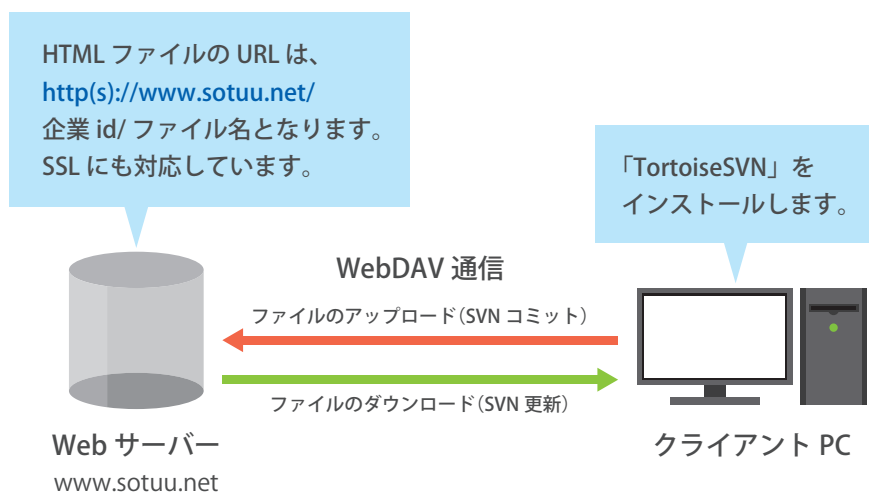 HTML ファイルの URL は、
http(s)://www.sotuu.net/
企業 id/ ファイル名となります。
SSL にも対応しています。
「TortoiseSVN」を
インストールします。
WebDAV 通信
ファイルのアップロード（SVN コミット）
ファイルのダウンロード（SVN 更新）
Web サーバー
www.sotuu.net
クライアント PC